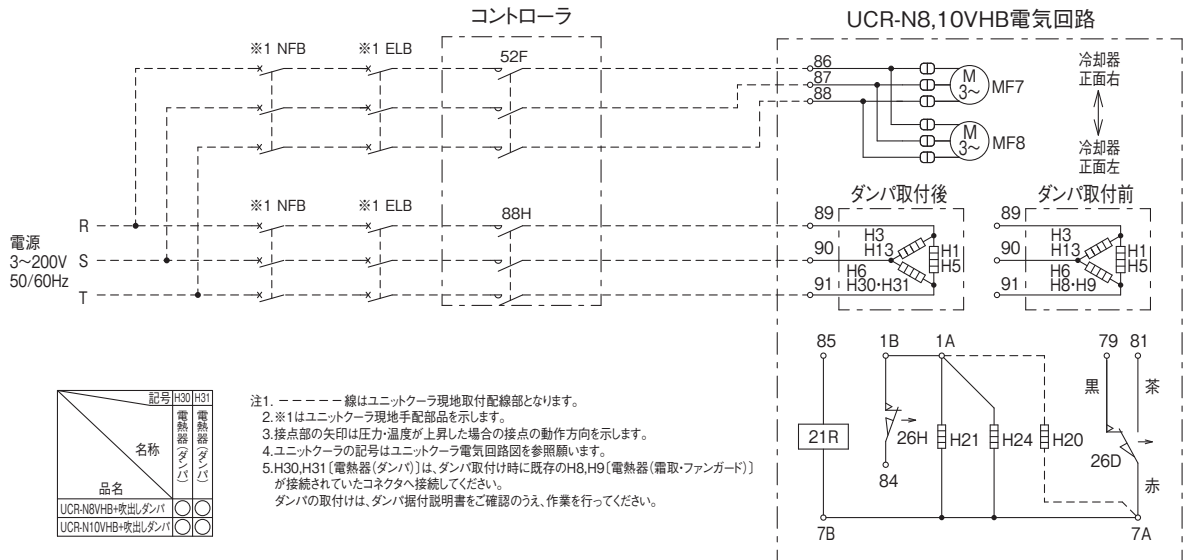 コントローラ
UCR-N8,10VHB電気回路
※1 NFB
※1 ELB
52F
86
87
88
M
3~
MF7
M
3~
MF8
冷却器
正面右
冷却器
正面左
電源
3~200V
50/60Hz
R
S
T
※1 NFB
※1 ELB
88H
ダンパ取付後
89
90
91
H3
H13
H1
H5
H6
H30・H31
ダンパ取付前
89
90
91
H3
H13
H1
H5
H6
H8・H9
85
21R
7B
1B
26H
84
1A
H21
H24
H20
79
81
黒
茶
26D
赤
7A
記号
H30
H31
名称
電熱器(ダンパ)
電熱器(ダンパ)
品名
UCR-N8VHB+吹出しダンパ ○ ○
UCR-N10VHB+吹出しダンパ ○ ○
注1. －－－－－ 線はユニットクーラ現地取付配線部となります。
2.※1はユニットクーラ現地手配部品を示します。
3.接点部の矢印は圧力・温度が上昇した場合の接点の動作方向を示します。
4.ユニットクーラの記号はユニットクーラ電気回路図を参照願います。
5.H30,H31〔電熱器(ダンパ)〕は、ダンパ取付け時に既存のH8,H9〔電熱器(霜取・ファンガード)〕
が接続されていたコネクタへ接続してください。
ダンパの取付けは、ダンパ据付説明書をご確認のうえ、作業を行ってください。